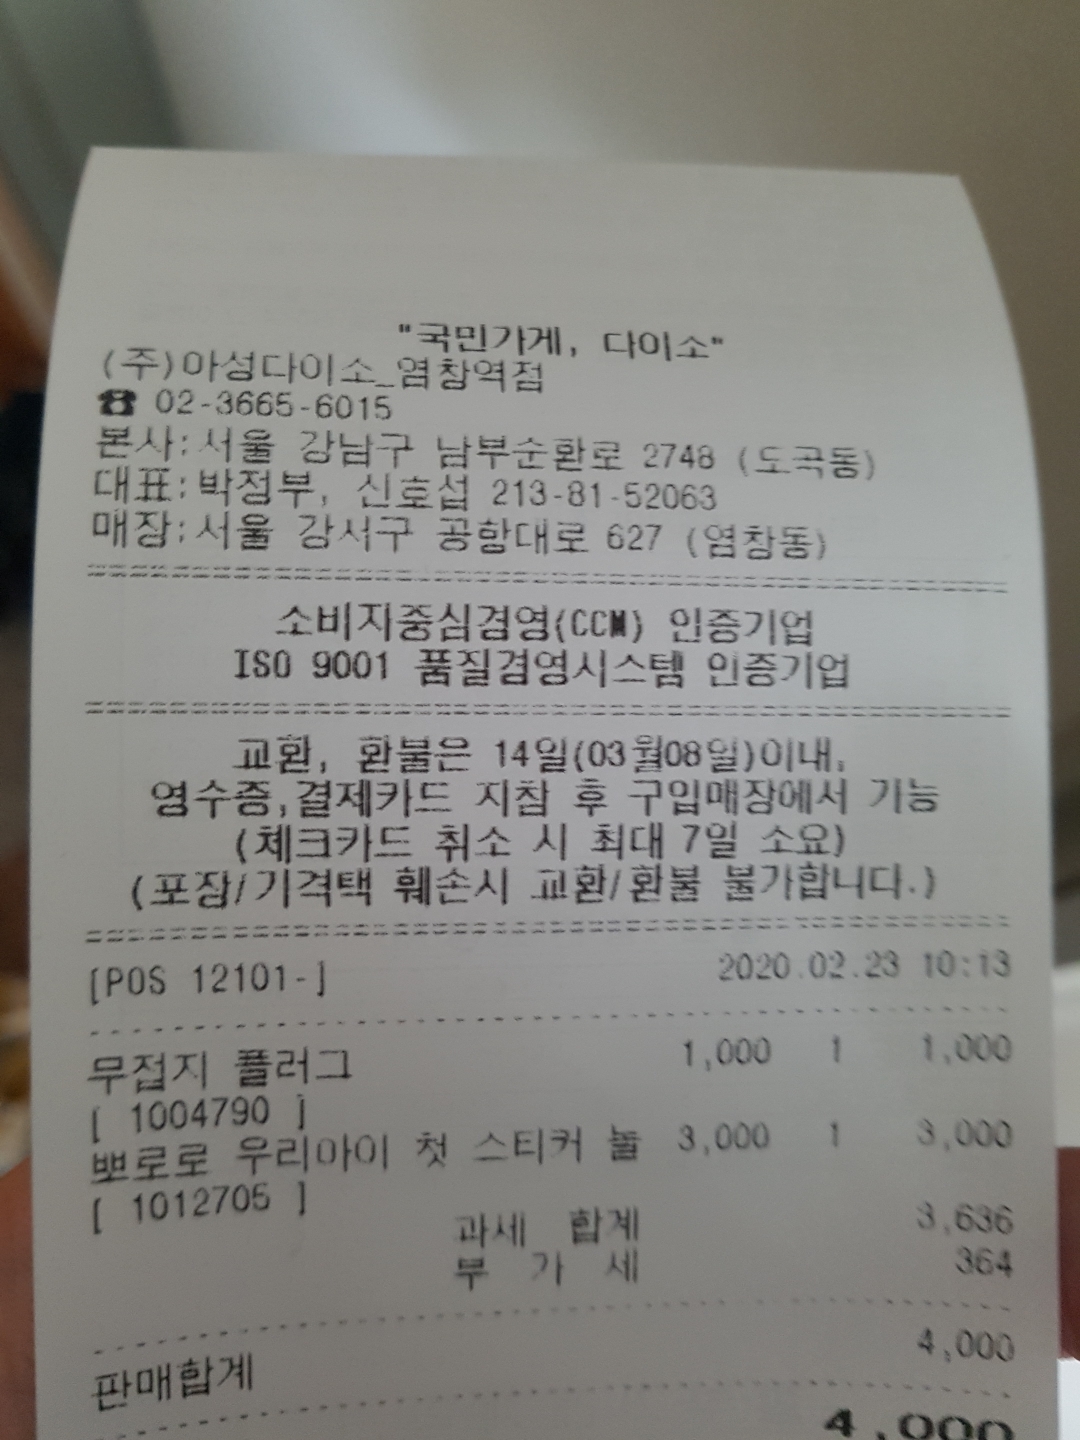 "국민가게, 다이소"
(주)아성다이소_염창역점
☎ 02-3665-6015
본사:서울 강남구 남부순환로 2748 (도곡동)
대표:박정부, 신호섭 213-81-52063
매장:서울 강서구 공항대로 627 (염창동)
소비자중심경영(CCM) 인증기업
ISO 9001 품질경영시스템 인증기업
교환, 환불은 14일(03월08일)이내,
영수증,결제카드 지참 후 구입매장에서 가능
(체크카드 취소 시 최대 7일 소요)
(포장/가격택 훼손시 교환/환불 불가합니다.)
[POS 12101-] 2020.02.23 10:13
무접지 플러그 1,000 1 1,000
[ 1004790 ]
뽀로로 우리아이 첫 스티커 놀 3,000 1 3,000
[ 1012705 ]
과세 합계 3,636
부 가 세 364
판매합계 4,000
4,000